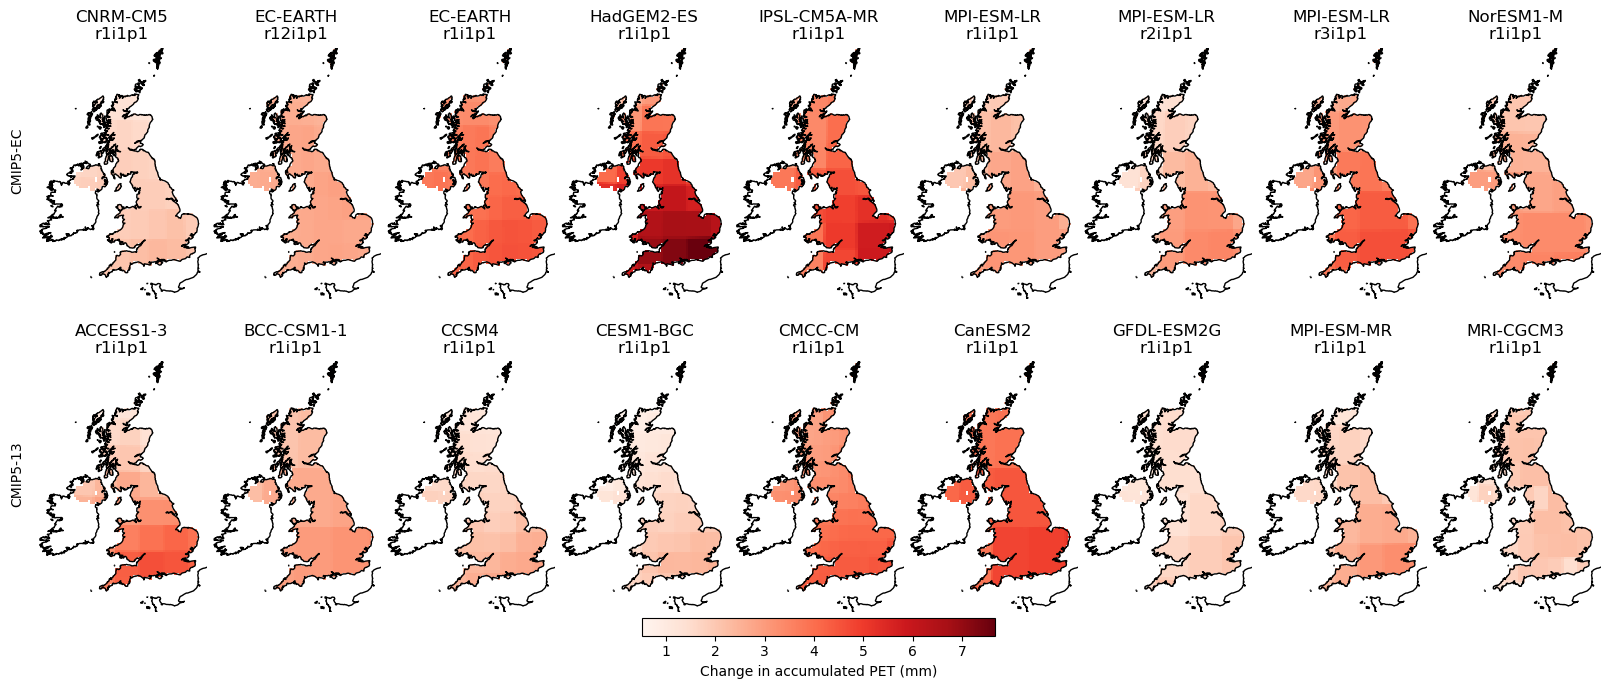 CNRM-CM5
r1i1p1
EC-EARTH
r12i1p1
EC-EARTH
r1i1p1
HadGEM2-ES
r1i1p1
IPSL-CM5A-MR
r1i1p1
MPI-ESM-LR
r1i1p1
MPI-ESM-LR
r2i1p1
MPI-ESM-LR
r3i1p1
NorESM1-M
r1i1p1
CMIP5-EC
ACCESS1-3
r1i1p1
BCC-CSM1-1
r1i1p1
CCSM4
r1i1p1
CESM1-BGC
r1i1p1
CMCC-CM
r1i1p1
CanESM2
r1i1p1
GFDL-ESM2G
r1i1p1
MPI-ESM-MR
r1i1p1
MRI-CGCM3
r1i1p1
CMIP5-13
1 2 3 4 5 6 7
Change in accumulated PET (mm)